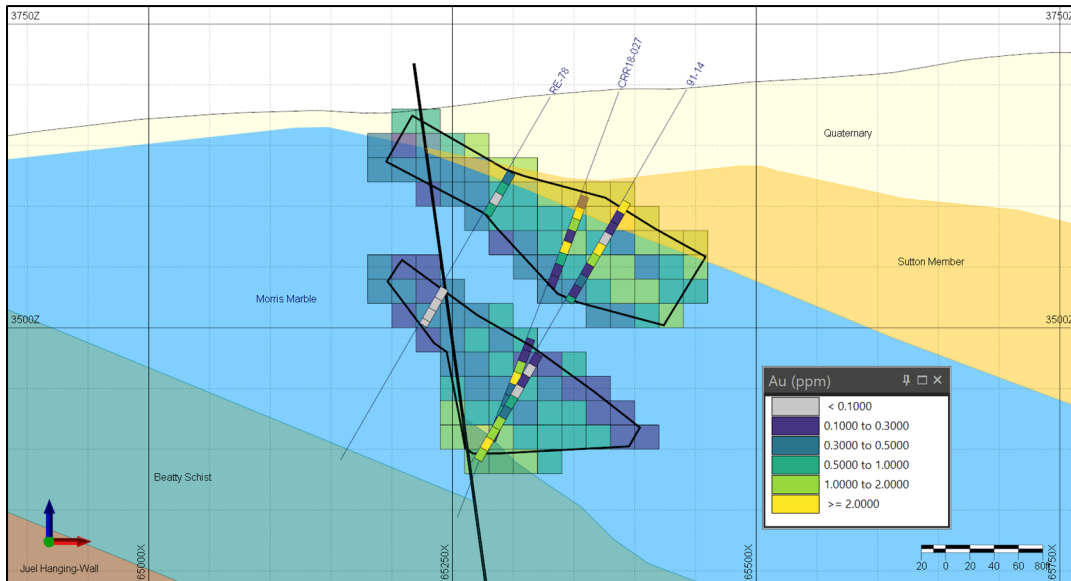 3750Z
3750Z
RE-78
CRR18-027
91-14
Quaternary
Sutton Member
Morris Marble
3500Z
3500Z
Au (ppm)
< 0.1000
0.1000 to 0.3000
0.3000 to 0.5000
0.5000 to 1.0000
1.0000 to 2.0000
>= 2.0000
Beatty Schist
Juel Hanging-Wall
65000X
65250X
65500X
65750X
20 0 20 40 60 80ft